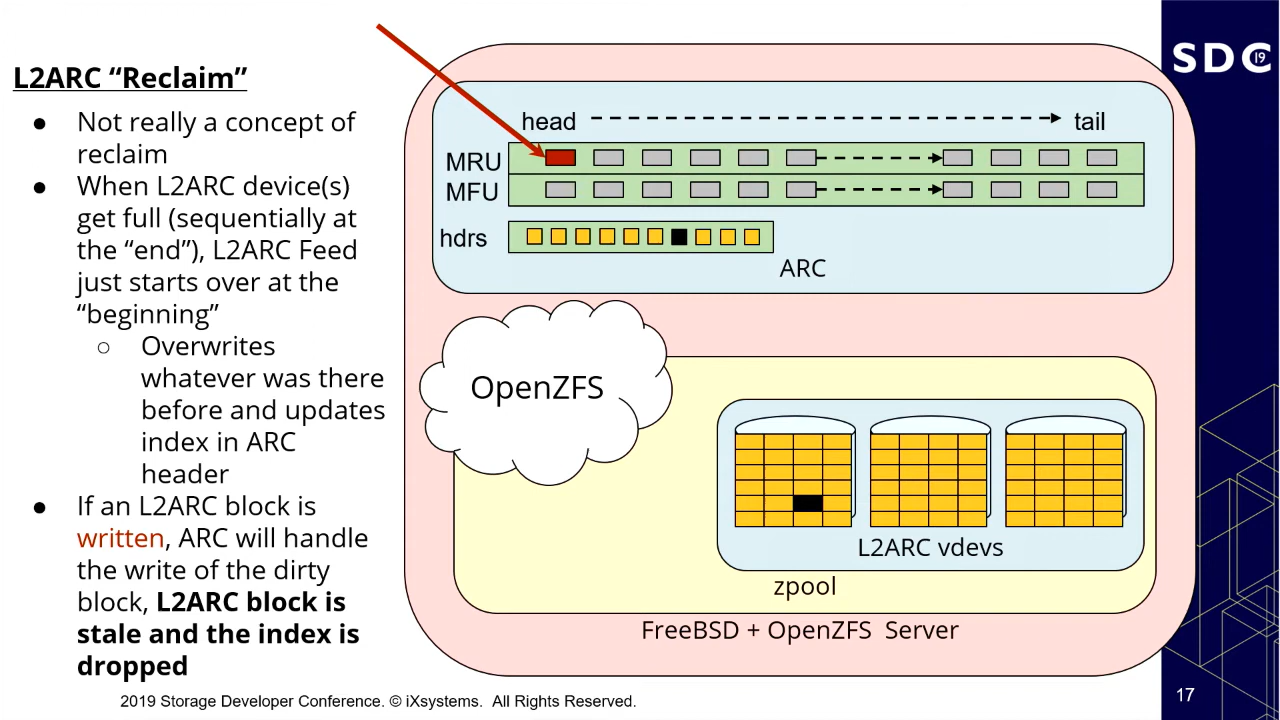 L2ARC “Reclaim”
● Not really a concept of
reclaim
● When L2ARC device(s)
get full (sequentially at
the “end”), L2ARC Feed
just starts over at the
“beginning”
○ Overwrites
whatever was there
before and updates
index in ARC
header
● If an L2ARC block is
written, ARC will handle
the write of the dirty
block, L2ARC block is
stale and the index is
dropped
head
tail
MRU
MFU
hdrs
ARC
OpenZFS
L2ARC vdevs
zpool
FreeBSD + OpenZFS Server
SDC 19
2019 Storage Developer Conference. © iXsystems. All Rights Reserved.
17